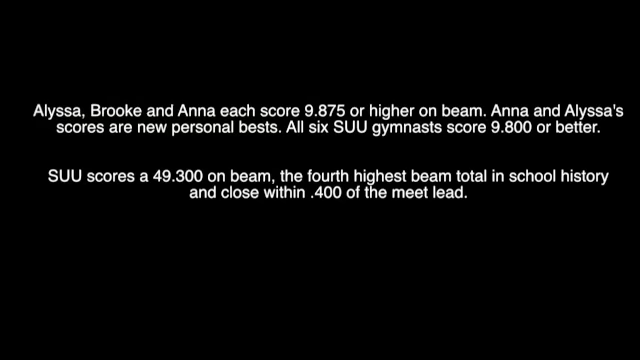 Alyssa, Brooke and Anna each score 9.875 or higher on beam. Anna and Alyssa's
scores are new personal bests. All six SUU gymnasts score 9.800 or better.
SUU scores a 49.300 on beam, the fourth highest beam total in school history
and close within .400 of the meet lead.